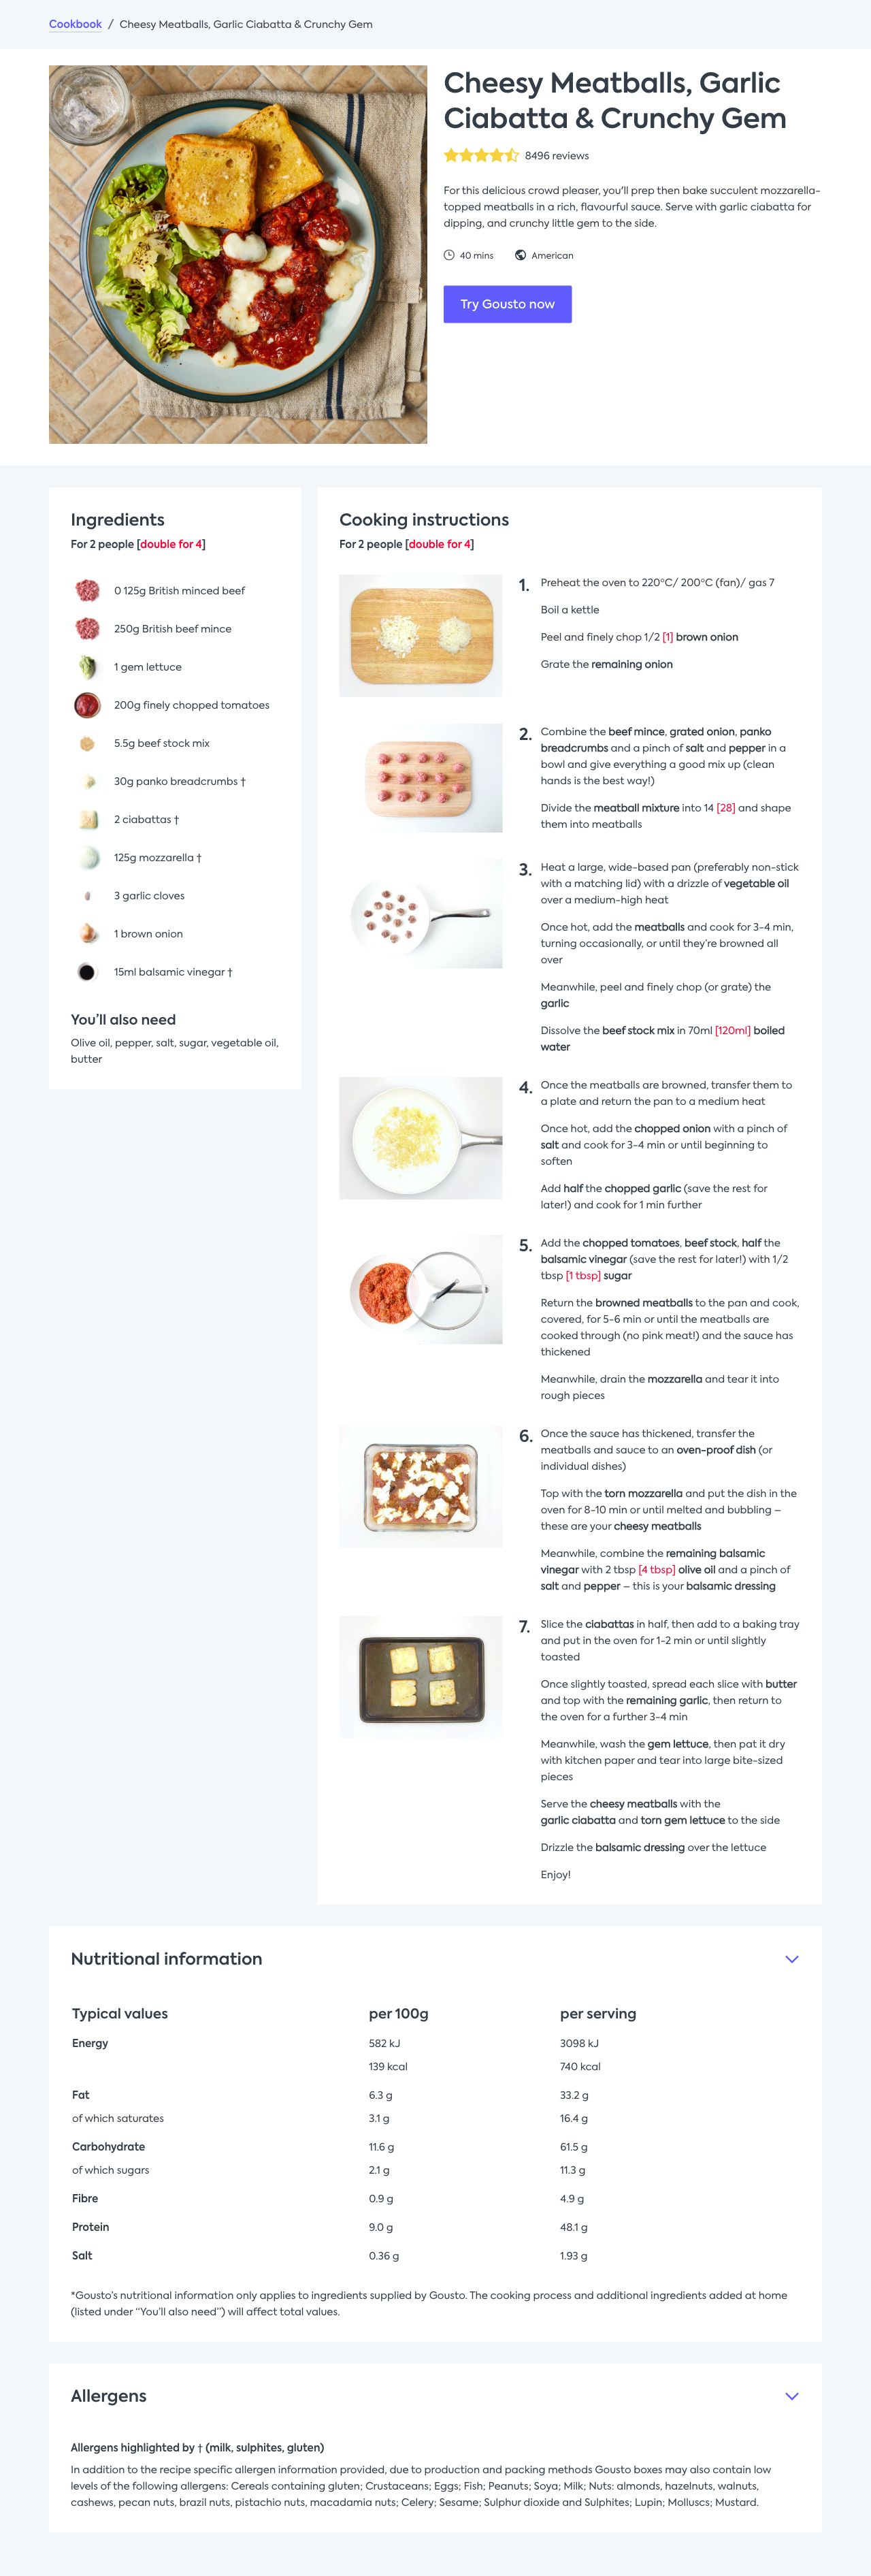 Cookbook / Cheesy Meatballs, Garlic Ciabatta & Crunchy Gem
Cheesy Meatballs, Garlic
Ciabatta & Crunchy Gem
8496 reviews
For this delicious crowd pleaser, you'll prep then bake succulent mozzarella-
topped meatballs in a rich, flavourful sauce. Serve with garlic ciabatta for
dipping, and crunchy little gem to the side.
40 mins American
Try Gousto now
Ingredients
For 2 people [double for 4]
0 125g British minced beef
250g British beef mince
1 gem lettuce
200g finely chopped tomatoes
5.5g beef stock mix
30g panko breadcrumbs †
2 ciabattas †
125g mozzarella †
3 garlic cloves
1 brown onion
15ml balsamic vinegar †
You'll also need
Olive oil, pepper, salt, sugar, vegetable oil,
butter
Cooking instructions
For 2 people [double for 4]
1. Preheat the oven to 220°C/ 200°C (fan)/ gas 7
Boil a kettle
Peel and finely chop 1/2 [1] brown onion
Grate the remaining onion
2. Combine the beef mince, grated onion, panko
breadcrumbs and a pinch of salt and pepper in a
bowl and give everything a good mix up (clean
hands is the best way!)
Divide the meatball mixture into 14 [28] and shape
them into meatballs
3. Heat a large, wide-based pan (preferably non-stick
with a matching lid) with a drizzle of vegetable oil
over a medium-high heat
Once hot, add the meatballs and cook for 3-4 min,
turning occasionally, or until they're browned all
over
Meanwhile, peel and finely chop (or grate) the
garlic
Dissolve the beef stock mix in 70ml [120ml] boiled
water
4. Once the meatballs are browned, transfer them to
a plate and return the pan to a medium heat
Once hot, add the chopped onion with a pinch of
salt and cook for 3-4 min or until beginning to
soften
Add half the chopped garlic (save the rest for
later!) and cook for 1 min further
5. Add the chopped tomatoes, beef stock, half the
balsamic vinegar (save the rest for later!) with 1/2
tbsp [1 tbsp] sugar
Return the browned meatballs to the pan and cook,
covered, for 5-6 min or until the meatballs are
cooked through (no pink meat!) and the sauce has
thickened
Meanwhile, drain the mozzarella and tear it into
rough pieces
6. Once the sauce has thickened, transfer the
meatballs and sauce to an oven-proof dish (or
individual dishes)
Top with the torn mozzarella and put the dish in the
oven for 8-10 min or until melted and bubbling –
these are your cheesy meatballs
Meanwhile, combine the remaining balsamic
vinegar with 2 tbsp [4 tbsp] olive oil and a pinch of
salt and pepper – this is your balsamic dressing
7. Slice the ciabattas in half, then add to a baking tray
and put in the oven for 1-2 min or until slightly
toasted
Once slightly toasted, spread each slice with butter
and top with the remaining garlic, then return to
the oven for a further 3-4 min
Meanwhile, wash the gem lettuce, then pat it dry
with kitchen paper and tear into large bite-sized
pieces
Serve the cheesy meatballs with the
garlic ciabatta and torn gem lettuce to the side
Drizzle the balsamic dressing over the lettuce
Enjoy!
Nutritional information
Typical values per 100g per serving
Energy 582 kJ 3098 kJ
139 kcal 740 kcal
Fat 6.3 g 33.2 g
of which saturates 3.1 g 16.4 g
Carbohydrate 11.6 g 61.5 g
of which sugars 2.1 g 11.3 g
Fibre 0.9 g 4.9 g
Protein 9.0 g 48.1 g
Salt 0.36 g 1.93 g
*Gousto's nutritional information only applies to ingredients supplied by Gousto. The cooking process and additional ingredients added at home
(listed under "You'll also need") will affect total values.
Allergens
Allergens highlighted by † (milk, sulphites, gluten)
In addition to the recipe specific allergen information provided, due to production and packing methods Gousto boxes may also contain low
levels of the following allergens: Cereals containing gluten; Crustaceans; Eggs; Fish; Peanuts; Soya; Milk; Nuts: almonds, hazelnuts, walnuts,
cashews, pecan nuts, brazil nuts, pistachio nuts, macadamia nuts; Celery; Sesame; Sulphur dioxide and Sulphites; Lupin; Molluscs; Mustard.